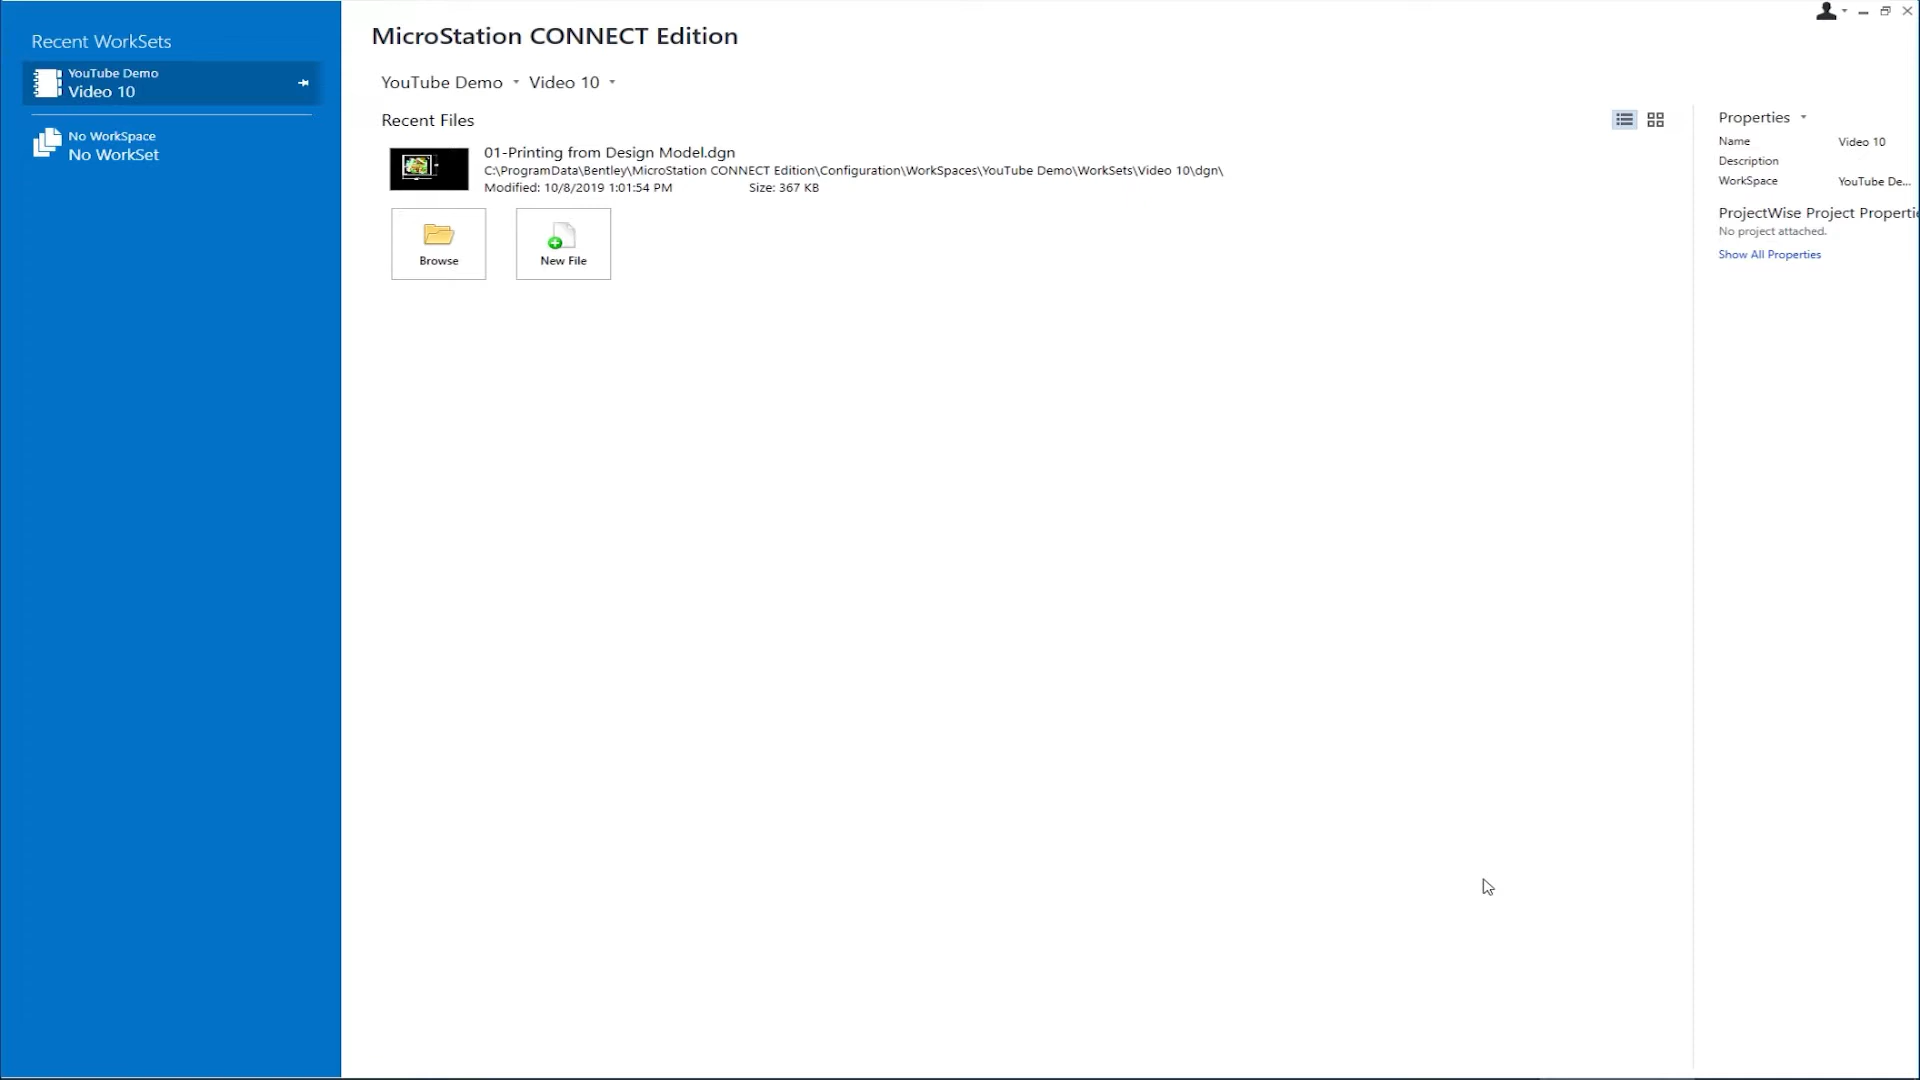 Recent WorkSets
YouTube Demo
Video 10
No WorkSpace
No WorkSet
MicroStation CONNECT Edition
YouTube Demo Video 10
Recent Files
01-Printing from Design Model.dgn
C:\ProgramData\Bentley\MicroStation CONNECT Edition\Configuration\WorkSpaces\YouTube Demo\WorkSets\Video 10\dgn\
Modified: 10/8/2019 1:01:54 PM Size: 367 KB
Browse
New File
Properties
Name Video 10
Description
WorkSpace YouTube De...
ProjectWise Project Properti
No project attached.
Show All Properties